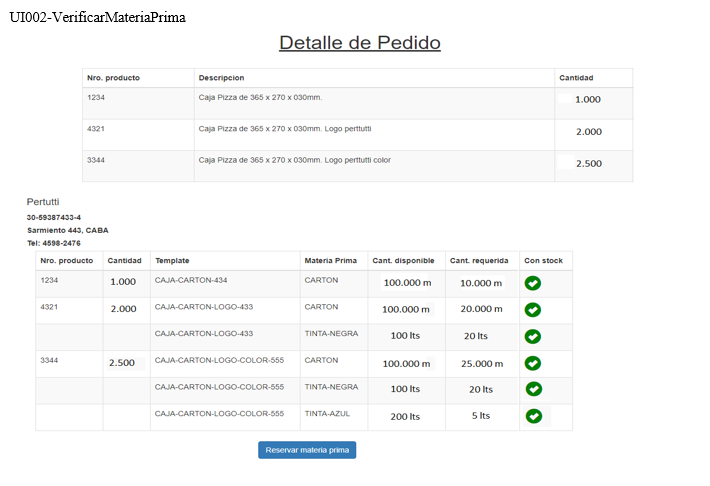 UI002-VerificarMateriaPrima
Detalle de Pedido
Nro. producto Descripcion Cantidad
1234 Caja Pizza de 365 x 270 x 030mm. 1.000
4321 Caja Pizza de 365 x 270 x 030mm. Logo perttutti 2.000
3344 Caja Pizza de 365 x 270 x 030mm. Logo perttutti color 2.500
Pertutti
30-59387433-4
Sarmiento 443, CABA
Tel: 4598-2476
Nro. producto Cantidad Template Materia Prima Cant. disponible Cant. requerida Con stock
1234 1.000 CAJA-CARTON-434 CARTON 100.000 m 10.000 m
4321 2.000 CAJA-CARTON-LOGO-433 CARTON 100.000 m 20.000 m
CAJA-CARTON-LOGO-433 TINTA-NEGRA 100 lts 20 lts
3344 2.500 CAJA-CARTON-LOGO-COLOR-555 CARTON 100.000 m 25.000 m
CAJA-CARTON-LOGO-COLOR-555 TINTA-NEGRA 100 lts 20 lts
CAJA-CARTON-LOGO-COLOR-555 TINTA-AZUL 200 lts 5 lts
Reservar materia prima